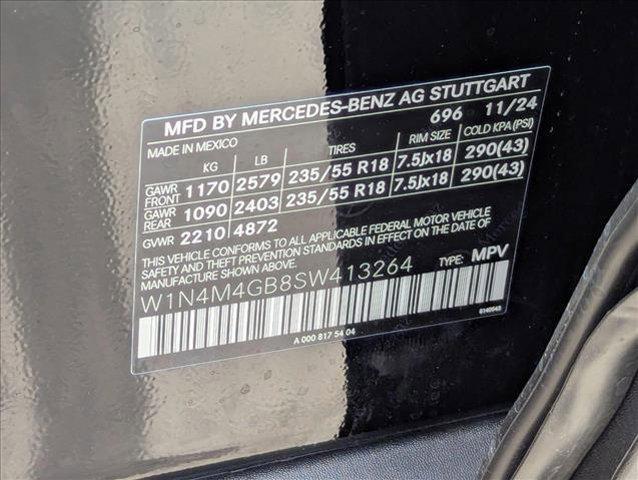 MFD BY MERCEDES-BENZ AG STUTTGART
MADE IN MEXICO 696 11/24
KG LB TIRES RIM SIZE COLD KPA(PSI)
GAWR FRONT 1170 2579 235/55 R18 7.5Jx18 290(43)
GAWR REAR 1090 2403 235/55 R18 7.5Jx18 290(43)
GVWR 2210 4872
THIS VEHICLE CONFORMS TO ALL APPLICABLE FEDERAL MOTOR VEHICLE
SAFETY AND THEFT PREVENTION STANDARDS IN EFFECT ON THE DATE OF
MANUFACTURE SHOWN ABOVE.
W1N4M4GB8SW413264 TYPE: MPV
A 000 817 54 04